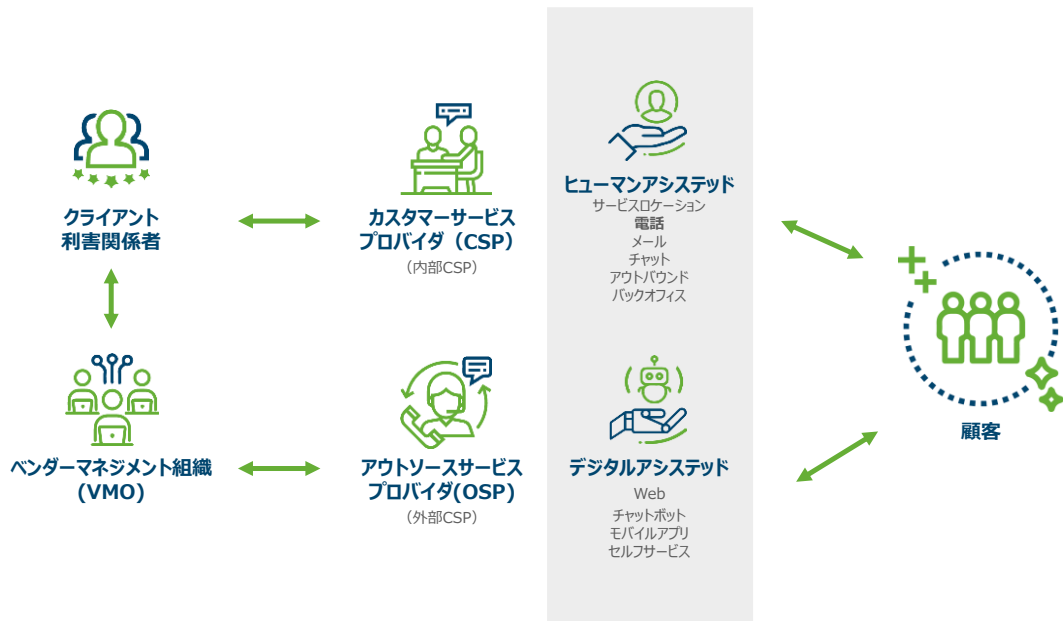 クライアント
利害関係者
カスタマーサービス
プロバイダ（CSP）
（内部CSP）
ヒューマンアシステッド
サービスロケーション
電話
メール
チャット
アウトバウンド
バックオフィス
顧客
ベンダーマネジメント組織
(VMO)
アウトソースサービス
プロバイダ(OSP)
（外部CSP）
デジタルアシステッド
Web
チャットボット
モバイルアプリ
セルフサービス